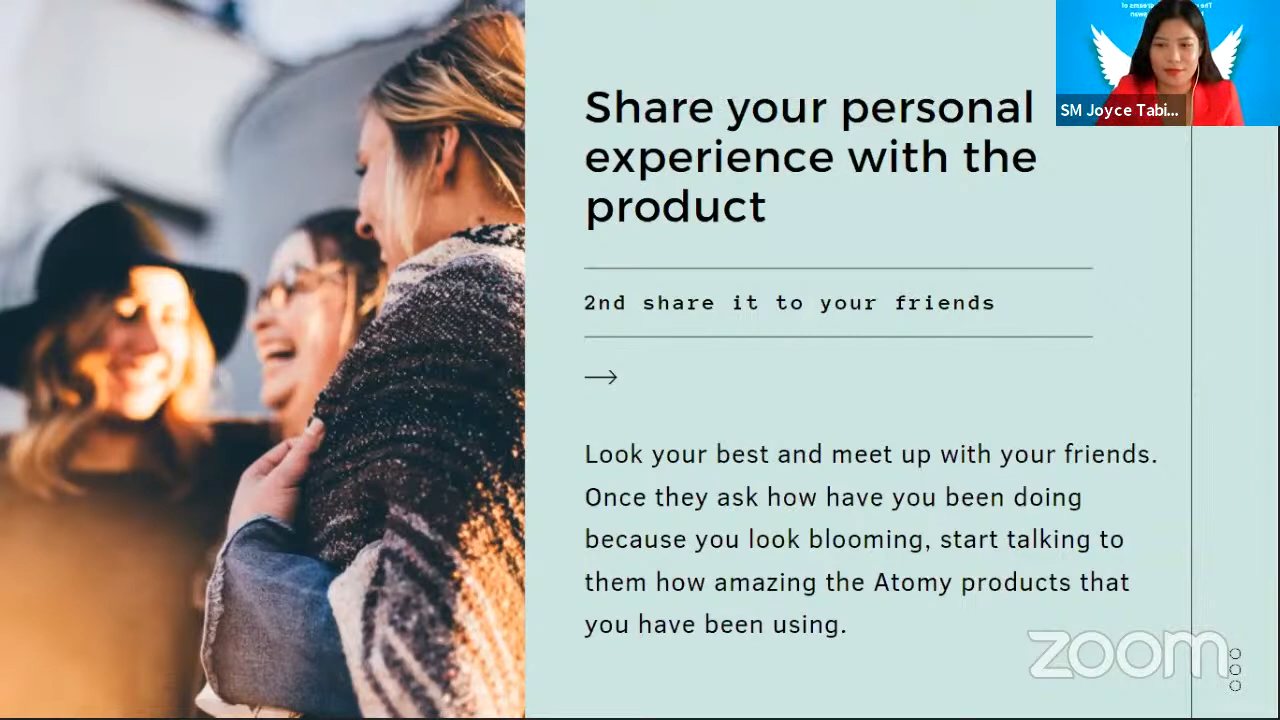 Share your personal
experience with the
product
SM Joyce Tabi...
2nd share it to your friends
Look your best and meet up with your friends.
Once they ask how have you been doing
because you look blooming, start talking to
them how amazing the Atomy products that
you have been using.
zoom